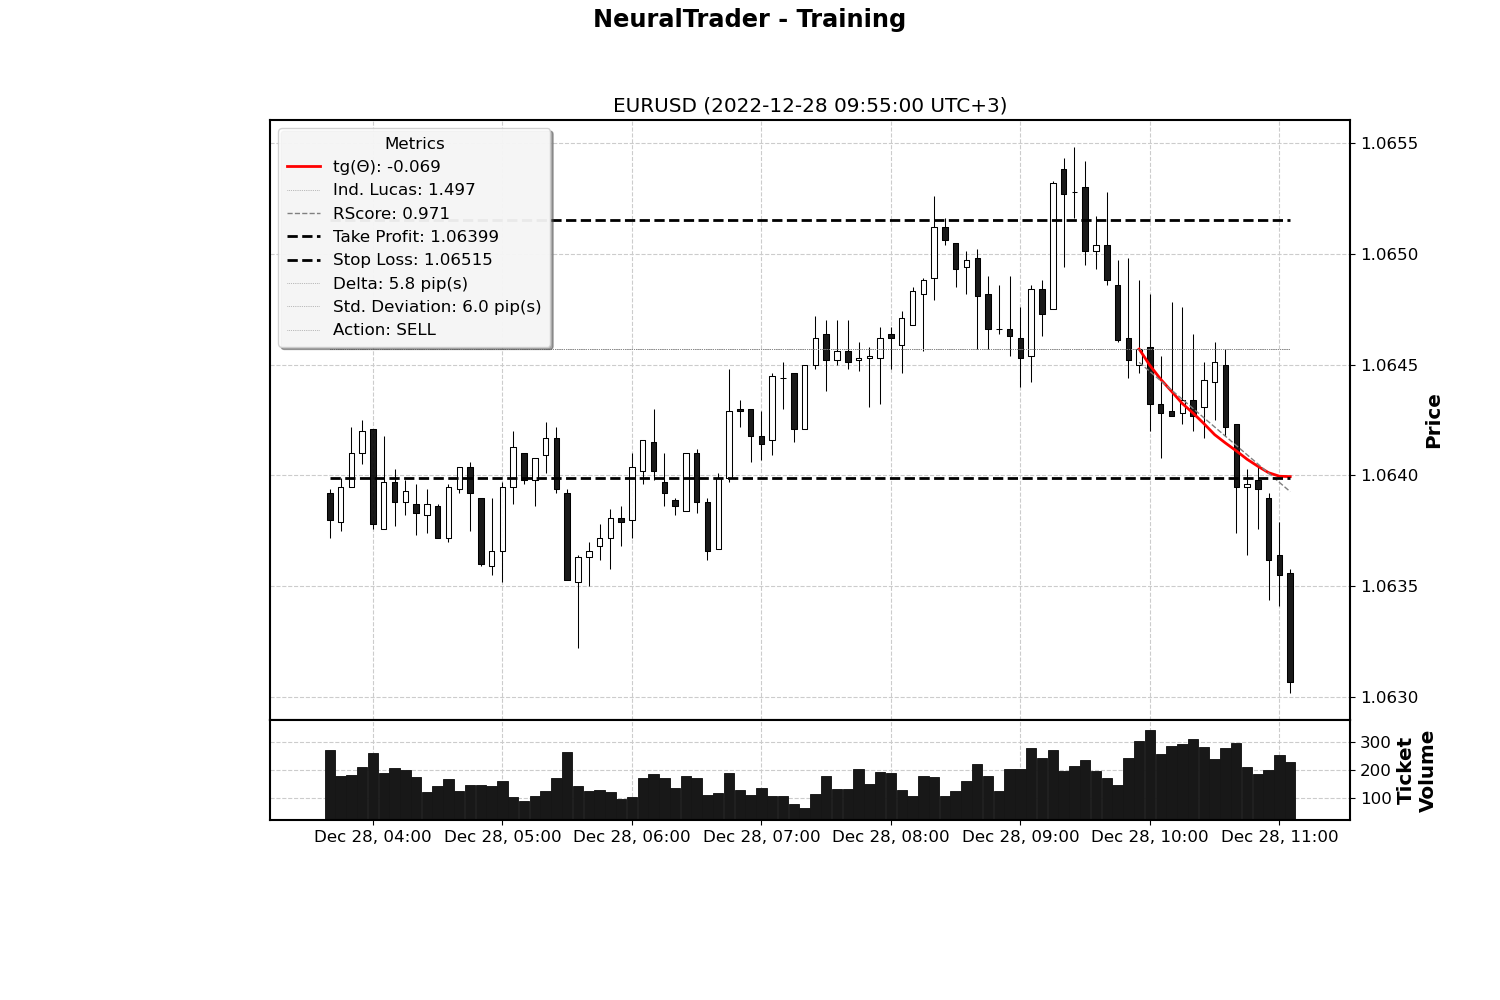 NeuralTrader - Training
EURUSD (2022-12-28 09:55:00 UTC+3)
Metrics
tg(Θ): -0.069
Ind. Lucas: 1.497
RScore: 0.971
Take Profit: 1.06399
Stop Loss: 1.06515
Delta: 5.8 pip(s)
Std. Deviation: 6.0 pip(s)
Action: SELL
1.0655
1.0650
1.0645
1.0640
1.0635
1.0630
Price
300
200
100
Ticket
Volume
Dec 28, 04:00
Dec 28, 05:00
Dec 28, 06:00
Dec 28, 07:00
Dec 28, 08:00
Dec 28, 09:00
Dec 28, 10:00
Dec 28, 11:00